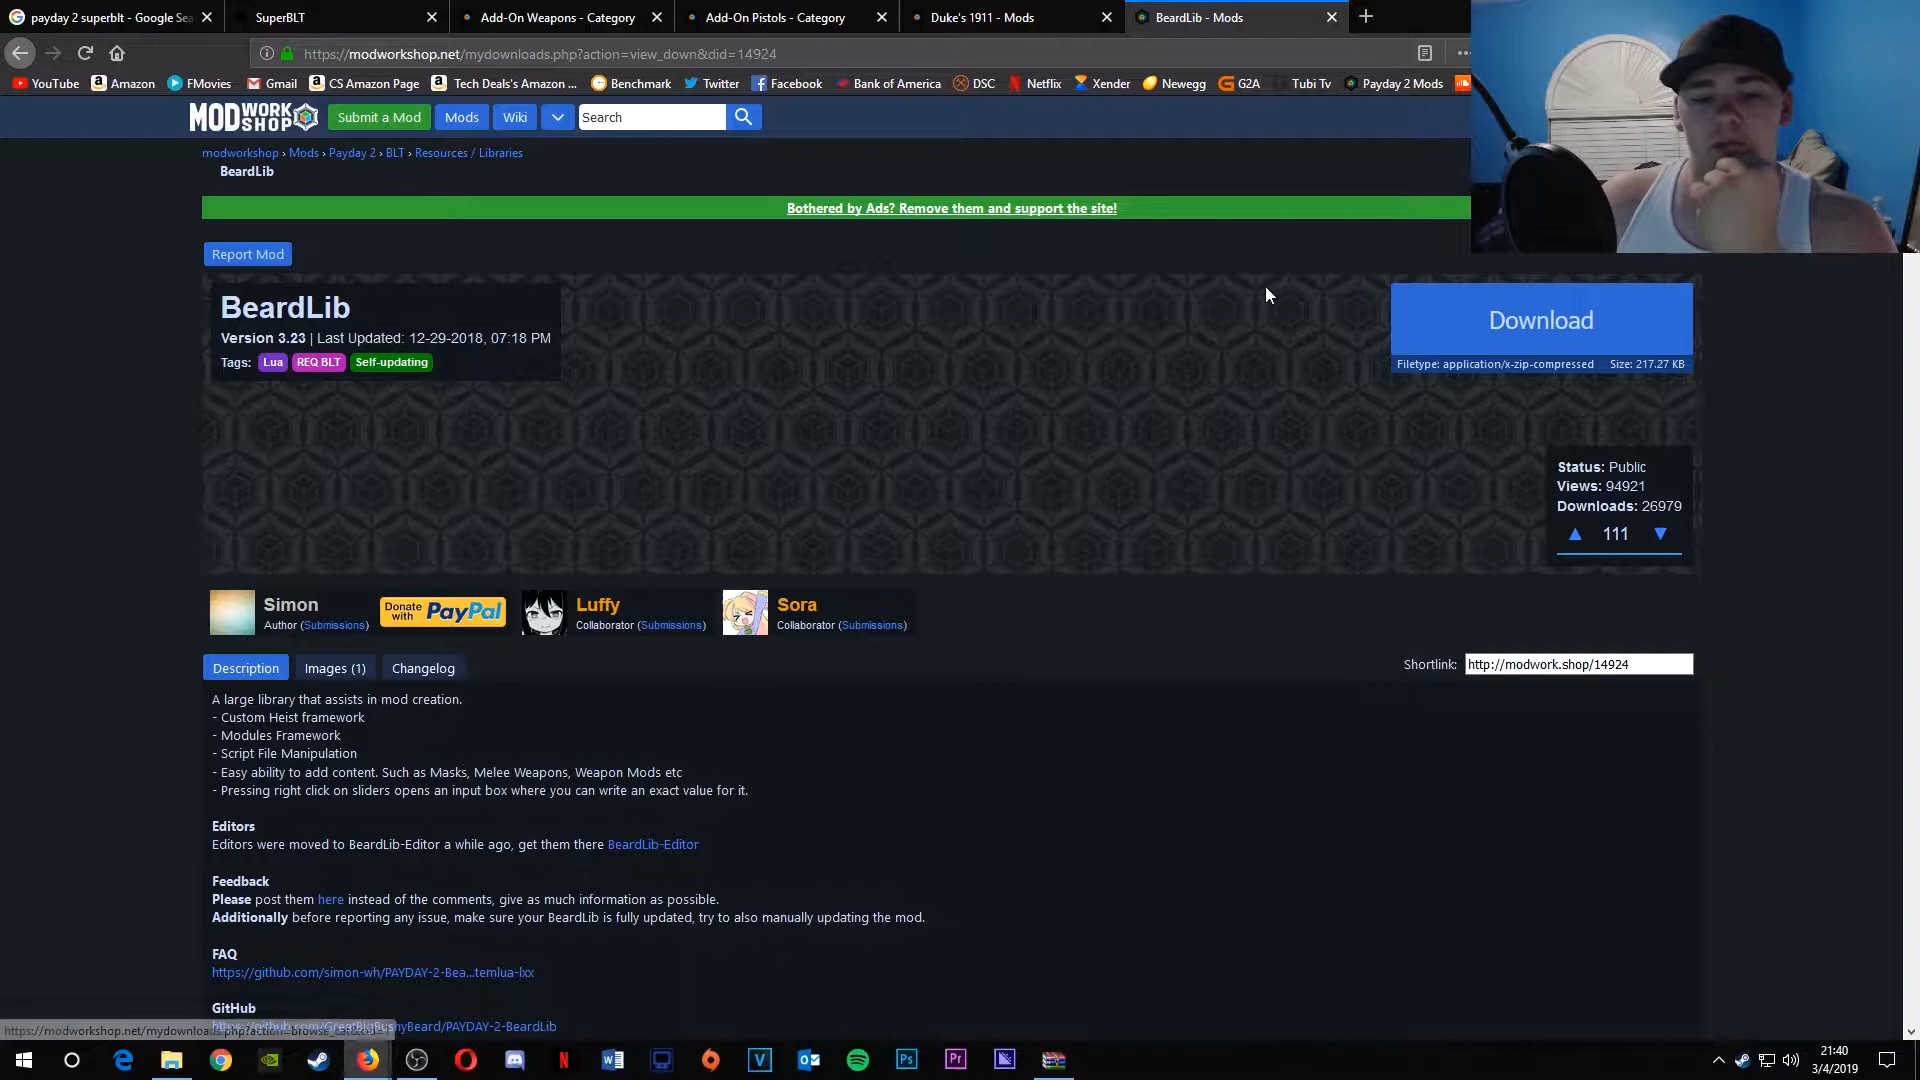 payday 2 superblt - Google Sea
SuperBLT
Add-On Weapons - Category
Add-On Pistols - Category
Duke's 1911 - Mods
BeardLib - Mods
https://modworkshop.net/mydownloads.php?action=view_down&did=14924
YouTube
Amazon
FMovies
Gmail
CS Amazon Page
Tech Deals's Amazon ...
Benchmark
Twitter
Facebook
Bank of America
DSC
Netflix
Xender
Newegg
G2A
Tubi Tv
Payday 2 Mods
MODWORK
SHOP
Submit a Mod
Mods
Wiki
Search
modworkshop › Mods › Payday 2 › BLT › Resources / Libraries
BeardLib
Bothered by Ads? Remove them and support the site!
Report Mod
BeardLib
Version 3.23 | Last Updated: 12-29-2018, 07:18 PM
Tags: Lua REQ BLT Self-updating
Download
Filetype: application/x-zip-compressed Size: 217.27 KB
Status: Public
Views: 94921
Downloads: 26979
111
Simon
Author (Submissions)
Donate with PayPal
Luffy
Collaborator (Submissions)
Sora
Collaborator (Submissions)
Description
Images (1)
Changelog
Shortlink: http://modwork.shop/14924
A large library that assists in mod creation.
- Custom Heist framework
- Modules Framework
- Script File Manipulation
- Easy ability to add content. Such as Masks, Melee Weapons, Weapon Mods etc
- Pressing right click on sliders opens an input box where you can write an exact value for it.
Editors
Editors were moved to BeardLib-Editor a while ago, get them there BeardLib-Editor
Feedback
Please post them here instead of the comments, give as much information as possible.
Additionally before reporting any issue, make sure your BeardLib is fully updated, try to also manually updating the mod.
FAQ
https://github.com/simon-wh/PAYDAY-2-Bea...temlua-lxx
GitHub
https://github.com/GreatBigBushyBeard/PAYDAY-2-BeardLib
21:40
3/4/2019